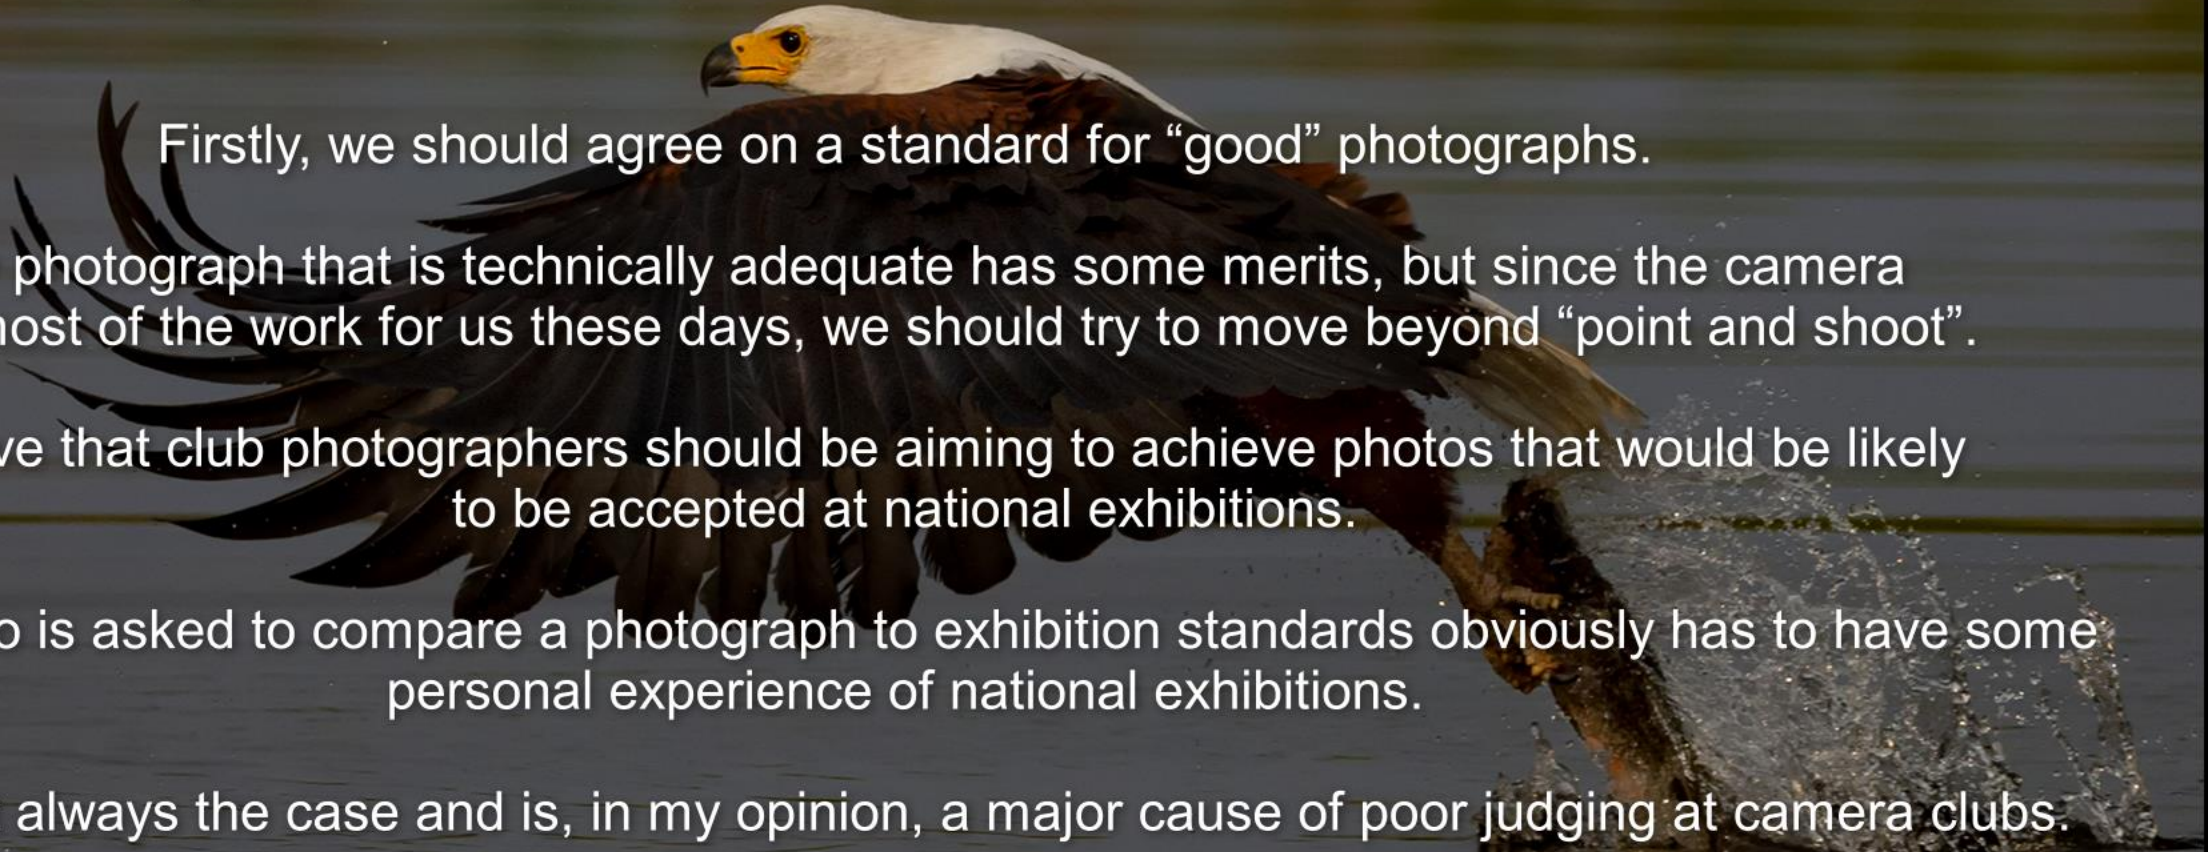 Firstly, we should agree on a standard for “good” photographs.
photograph that is technically adequate has some merits, but since the camera
of the work for us these days, we should try to move beyond “point and shoot”.
that club photographers should be aiming to achieve photos that would be likely
to be accepted at national exhibitions.
is asked to compare a photograph to exhibition standards obviously has to have some
personal experience of national exhibitions.
always the case and is, in my opinion, a major cause of poor judging at camera clubs.